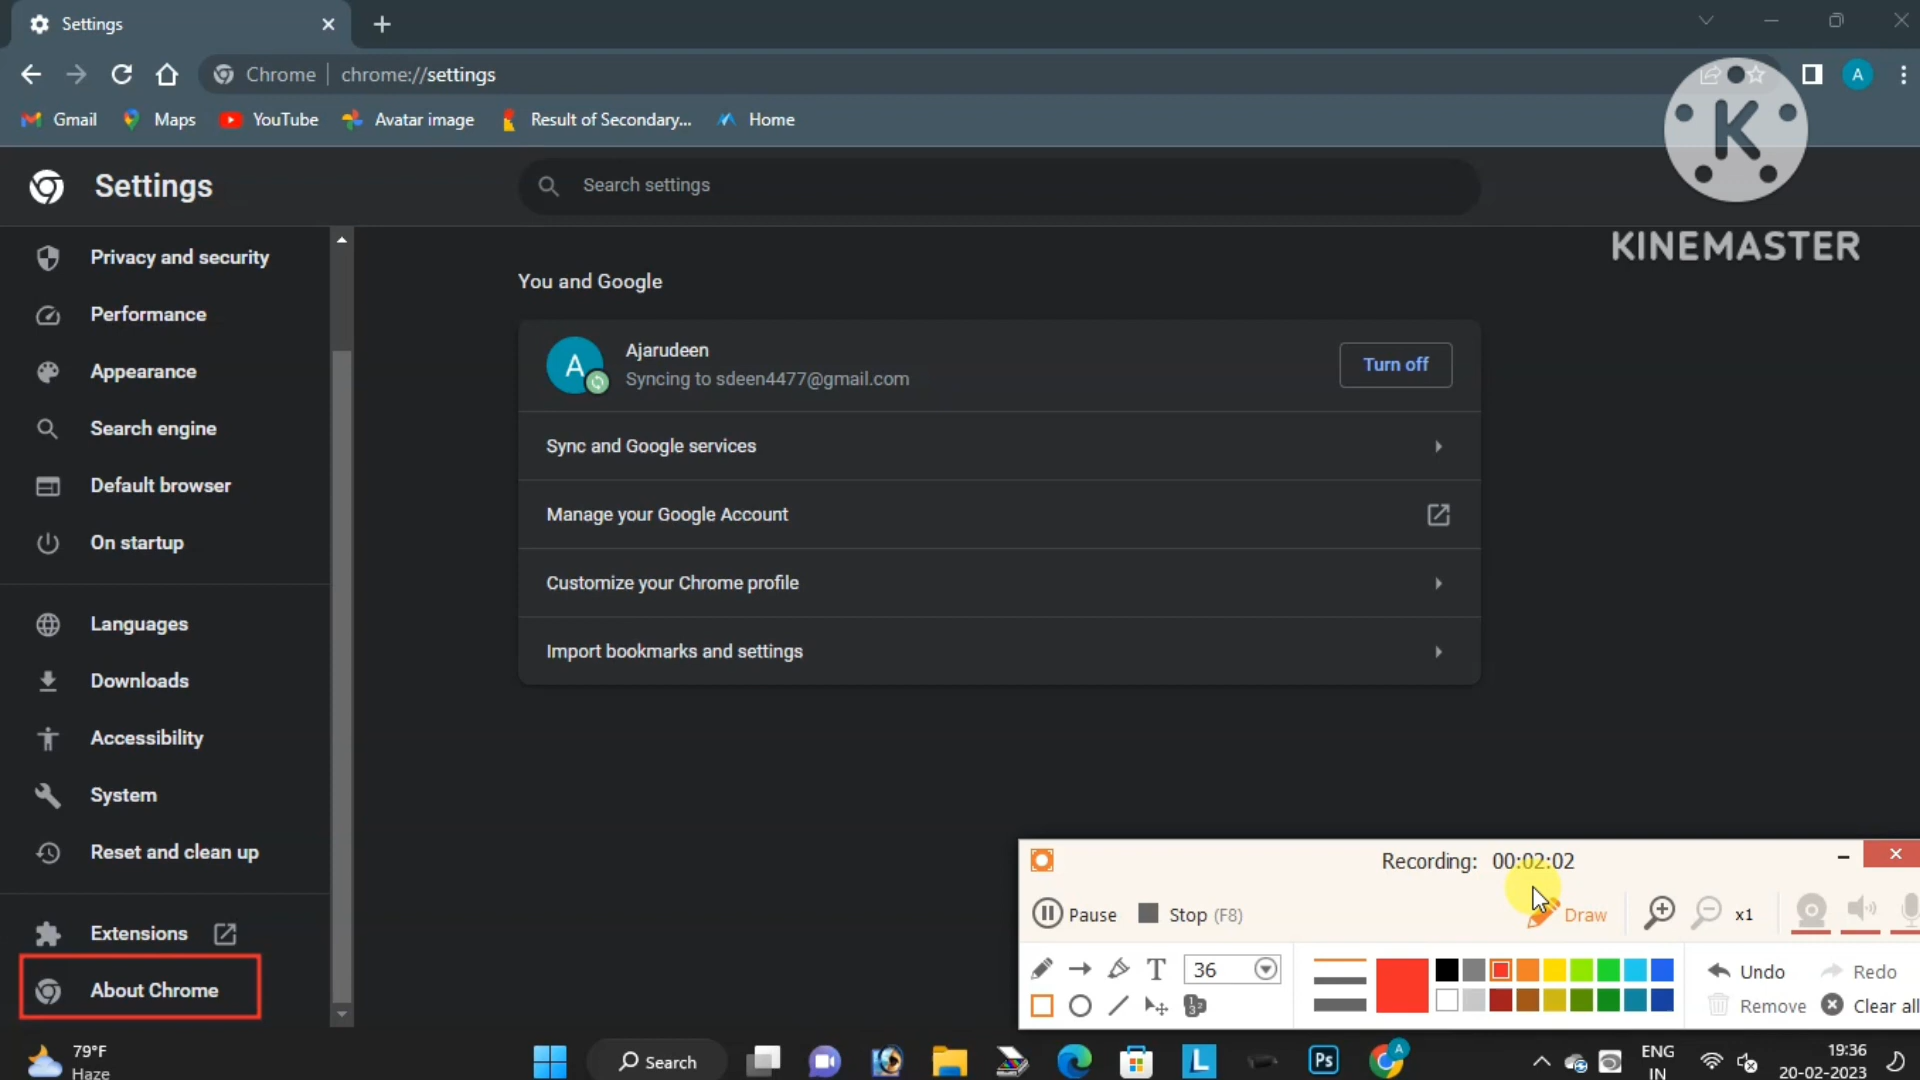 Settings
Chrome
chrome://settings
A
Gmail
Maps
YouTube
Avatar image
Result of Secondary...
Home
K
KINEMASTER
Settings
Search settings
Privacy and security
Performance
Appearance
Search engine
Default browser
On startup
Languages
Downloads
Accessibility
System
Reset and clean up
Extensions
About Chrome
You and Google
A
Ajarudeen
Syncing to sdeen4477@gmail.com
Turn off
Sync and Google services
Manage your Google Account
Customize your Chrome profile
Import bookmarks and settings
Recording: 00:02:02
Pause
Stop (F8)
Draw
x1
T
36
Undo
Redo
Remove
Clear all
79°F
Haze
Search
L
Ps
A
ENG
IN
19:36
20-02-2023